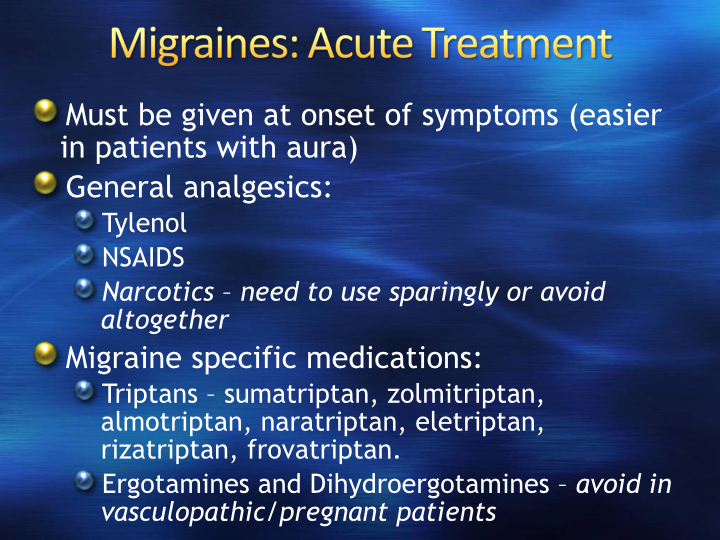 Migraines: Acute Treatment
Must be given at onset of symptoms (easier
in patients with aura)
General analgesics:
Tylenol
NSAIDS
Narcotics – need to use sparingly or avoid
altogether
Migraine specific medications:
Triptans – sumatriptan, zolmitriptan,
almotriptan, naratriptan, eletriptan,
rizatriptan, frovatriptan.
Ergotamines and Dihydroergotamines – avoid in
vasculopathic/pregnant patients